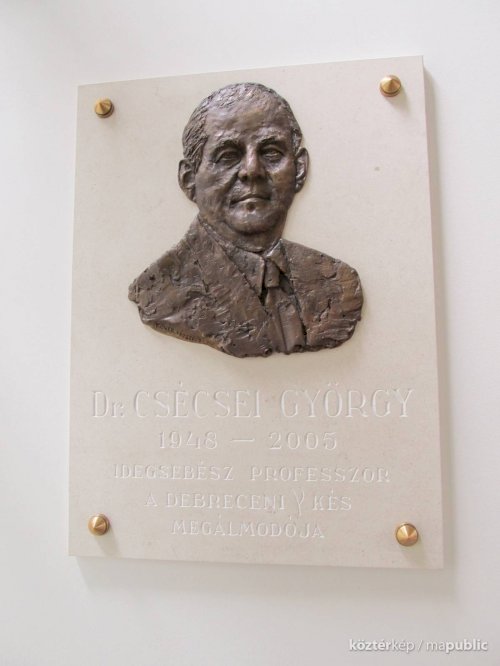 Dr. CSÉCSEI GYÖRGY
1948 — 2005
IDEGSEBÉSZ PROFESSZOR
A DEBRECENI γ KÉS
MEGÁLMODÓJA
köztérkép / mapublic